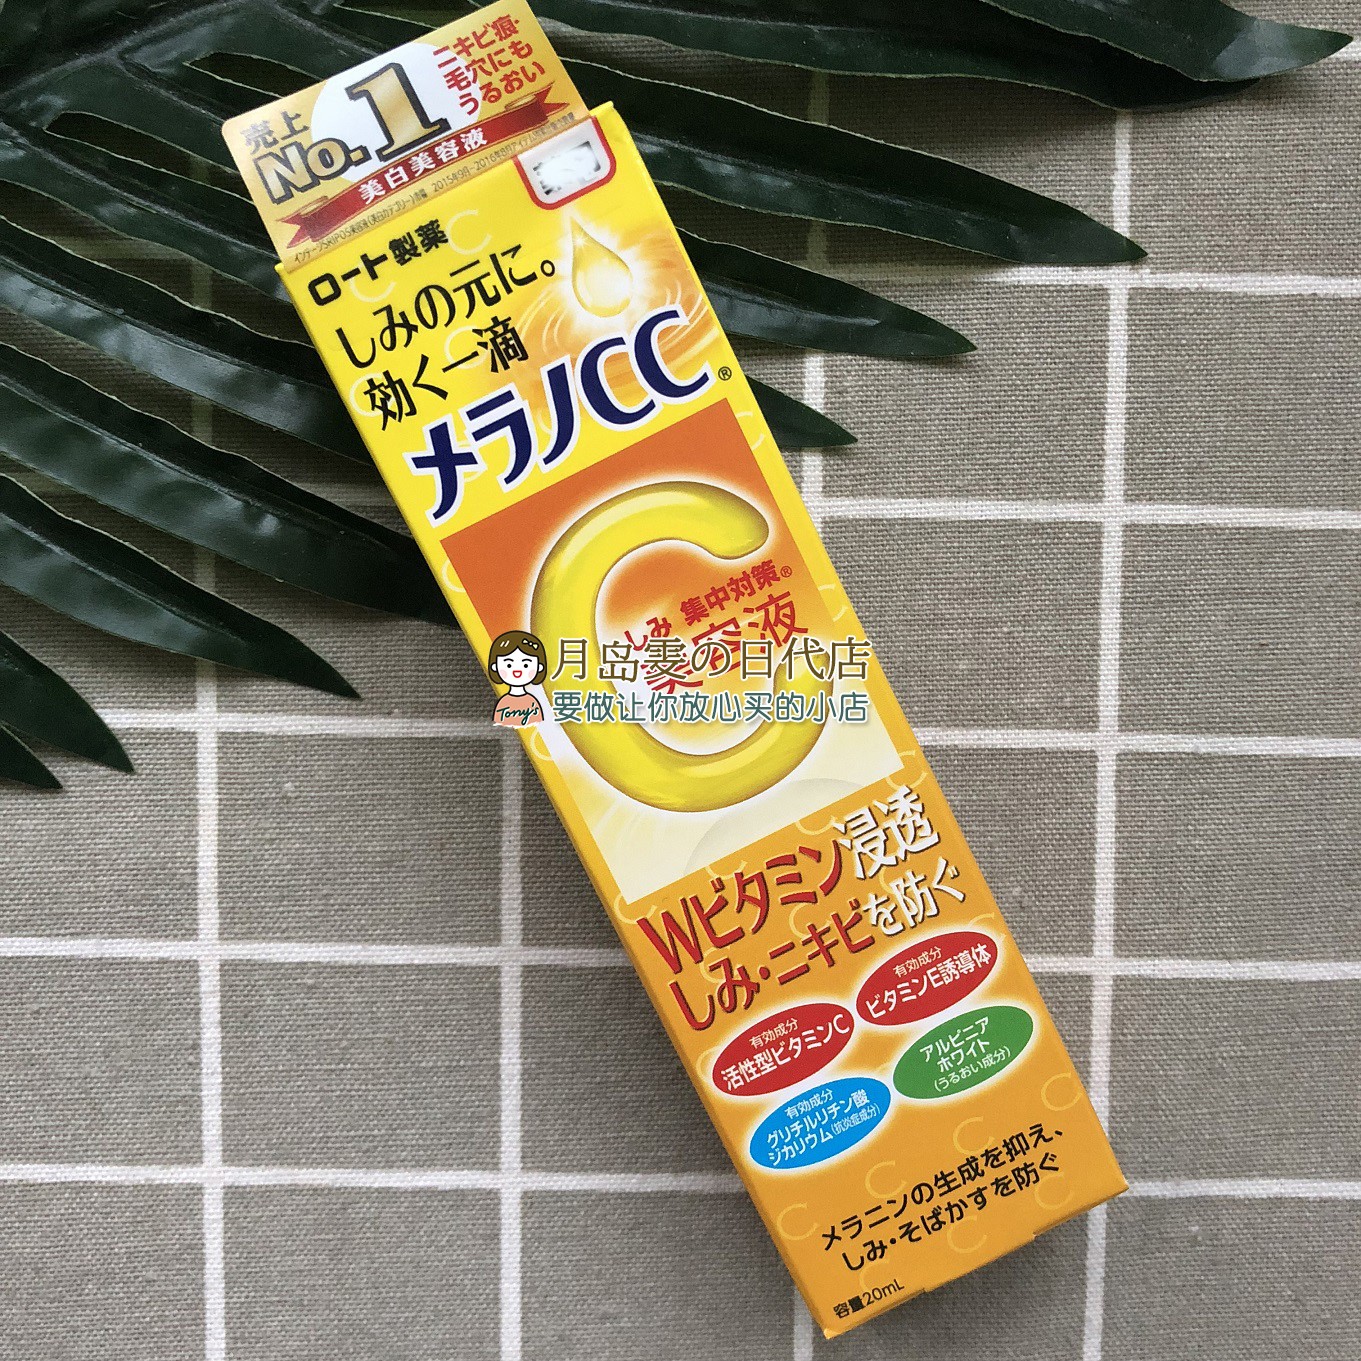 売上
No.1
ニキビ痕・
毛穴にも
うるおい
美白美容液
ロート製薬
しみの元に。
効く一滴
メラノCC®
しみ 集中対策®
美容液
月岛雯の日代店
要做让你放心买的小店
Tony's
Wビタミン浸透
しみ・ニキビを防ぐ
有効成分
ビタミンE誘導体
有効成分
活性型ビタミンC
アルピニア
ホワイト
(うるおい成分)
有効成分
グリチルリチン酸
ジカリウム(抗炎症成分)
メラニンの生成を抑え、
しみ・そばかすを防ぐ
容量20mL